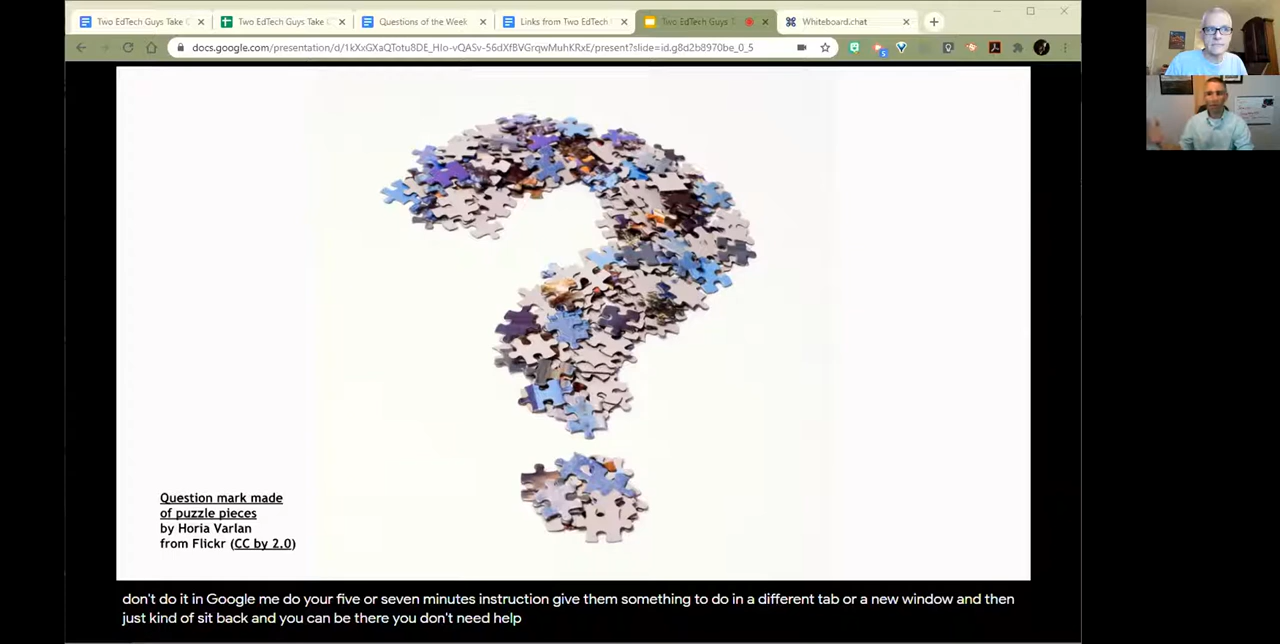 Two EdTech Guys Take C
Two EdTech Guys Take C
Questions of the Week
Links from Two EdTech
Two EdTech Guys T
Whiteboard.chat
docs.google.com/presentation/d/1kXxGXaQTotu8DE_HIo-vQASv-56dXfBVGrqwMuhKRxE/present?slide=id.g8d2b8970be_0_5
Question mark made
of puzzle pieces
by Horia Varlan
from Flickr (CC by 2.0)
don't do it in Google me do your five or seven minutes instruction give them something to do in a different tab or a new window and then
just kind of sit back and you can be there you don't need help